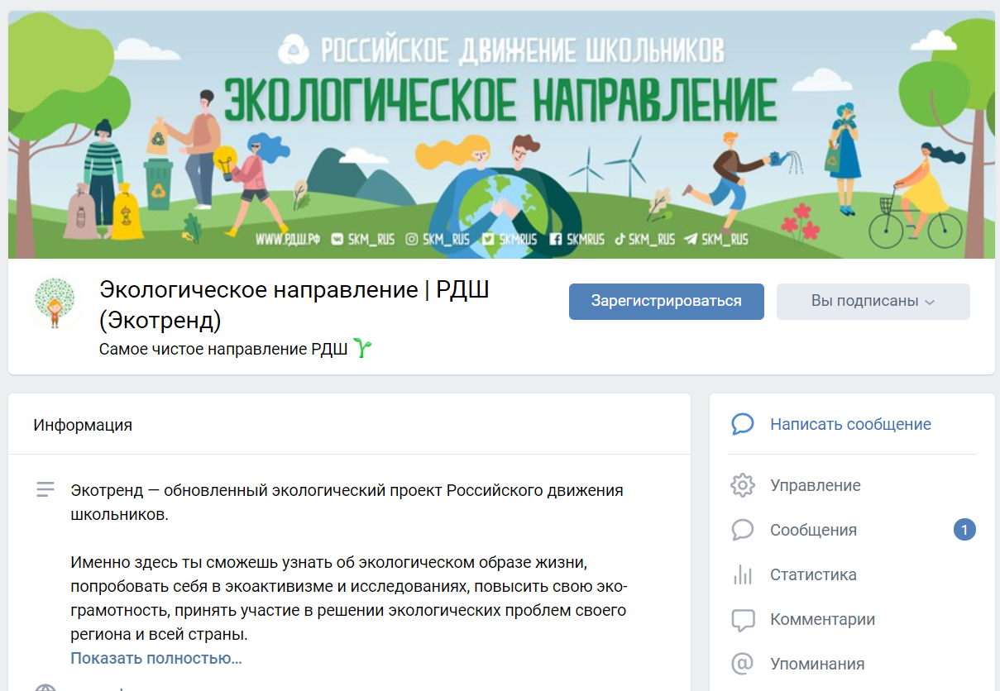 РОССИЙСКОЕ ДВИЖЕНИЕ ШКОЛЬНИКОВ
ЭКОЛОГИЧЕСКОЕ НАПРАВЛЕНИЕ
WWW.РДШ.РФ SKM_RUS SKM_RUS SKMRUS SKMRUS SKM_RUS SKM_RUS
Экологическое направление | РДШ
(Экотренд)
Самое чистое направление РДШ
Зарегистрироваться
Вы подписаны
Информация
Экотренд — обновленный экологический проект Российского движения
школьников.
Именно здесь ты сможешь узнать об экологическом образе жизни,
попробовать себя в экоактивизме и исследованиях, повысить свою эко-
грамотность, принять участие в решении экологических проблем своего
региона и всей страны.
Показать полностью...
Написать сообщение
Управление
Сообщения 1
Статистика
Комментарии
Упоминания